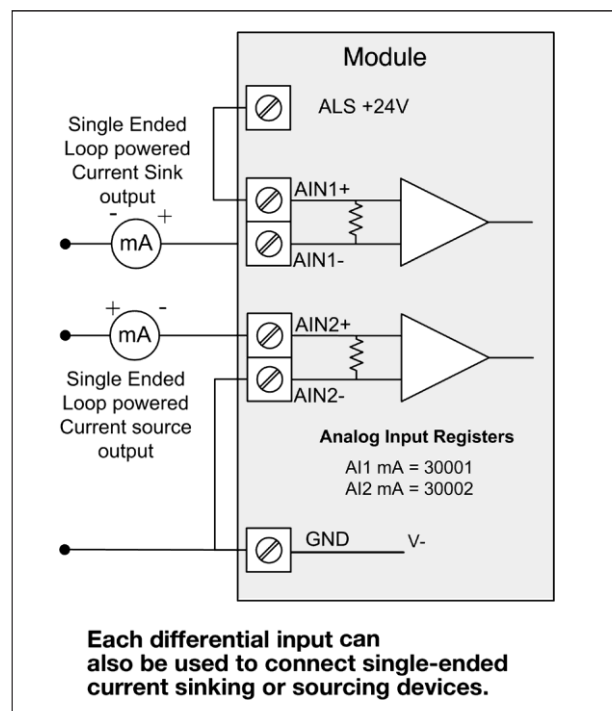 Module
ALS +24V
Single Ended
Loop powered
Current Sink
output
- +
mA
AIN1+
AIN1-
+ -
mA
AIN2+
AIN2-
Single Ended
Loop powered
Current source
output
Analog Input Registers
AI1 mA = 30001
AI2 mA = 30002
GND V-
Each differential input can
also be used to connect single-ended
current sinking or sourcing devices.